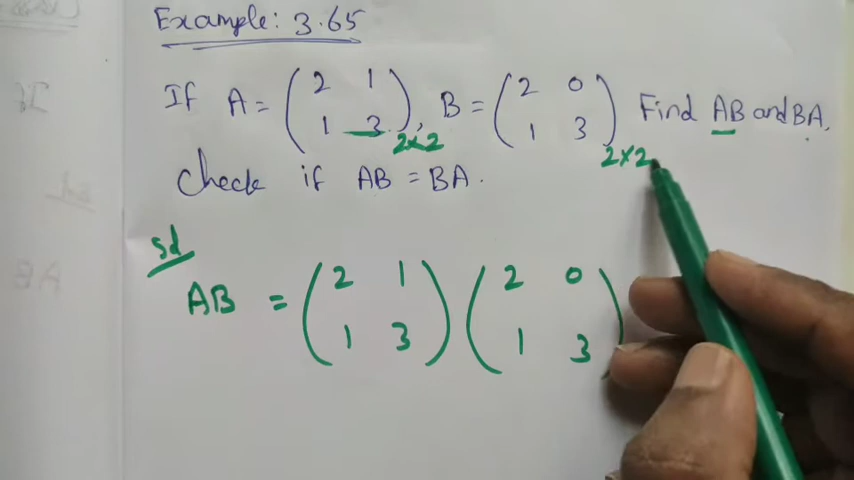 Example: 3.65
If A = ( 2 1 ), B = ( 2 0 ) Find AB and BA.
( 1 3 ) 2×2 ( 1 3 ) 2×2
Check if AB = BA.
Sol
AB = ( 2 1 ) ( 2 0 )
( 1 3 ) ( 1 3 )